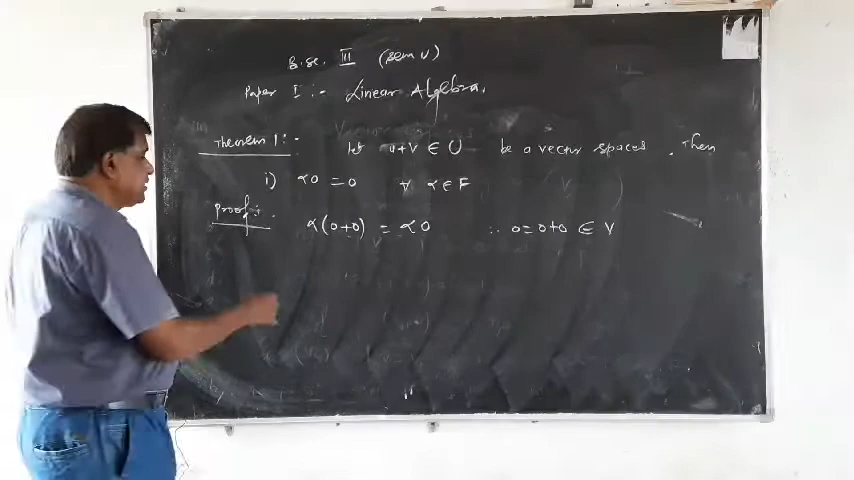 B.Sc. III (Sem V)
Paper I :- Linear Algebra.
Theorem 1:- let u+v ∈ U be a vector spaces . Then
i) α0 = 0 ∀ α ∈ F
Proof:-
α(0+0) = α0 ∴ 0=0+0 ∈ V